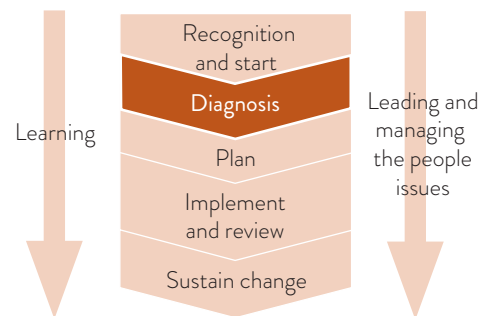 Recognition
and start
Diagnosis
Learning
Leading and
managing
the people
issues
Plan
Implement
and review
Sustain change